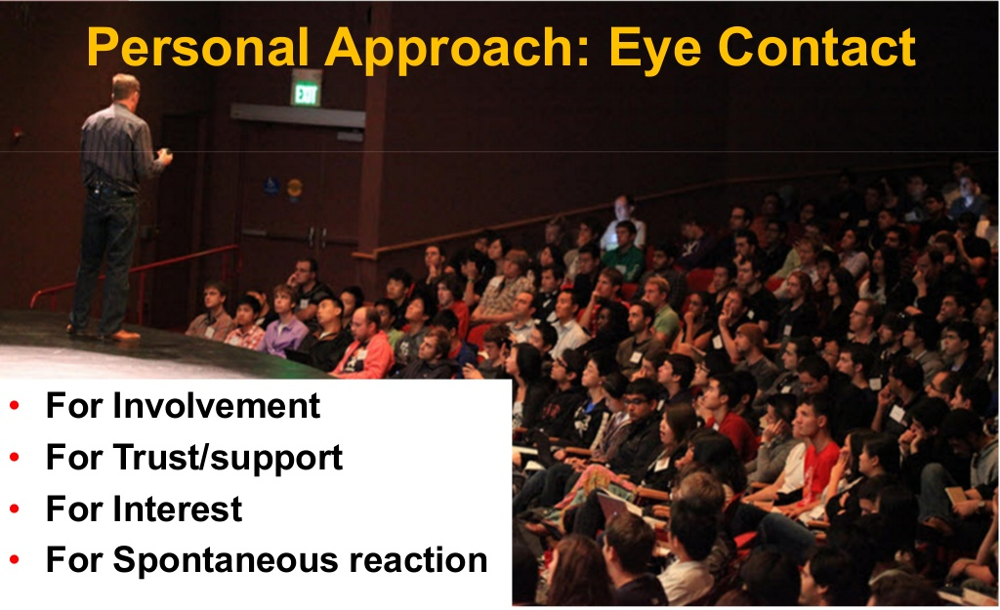 Personal Approach: Eye Contact
EXIT
• For Involvement
• For Trust/support
• For Interest
• For Spontaneous reaction